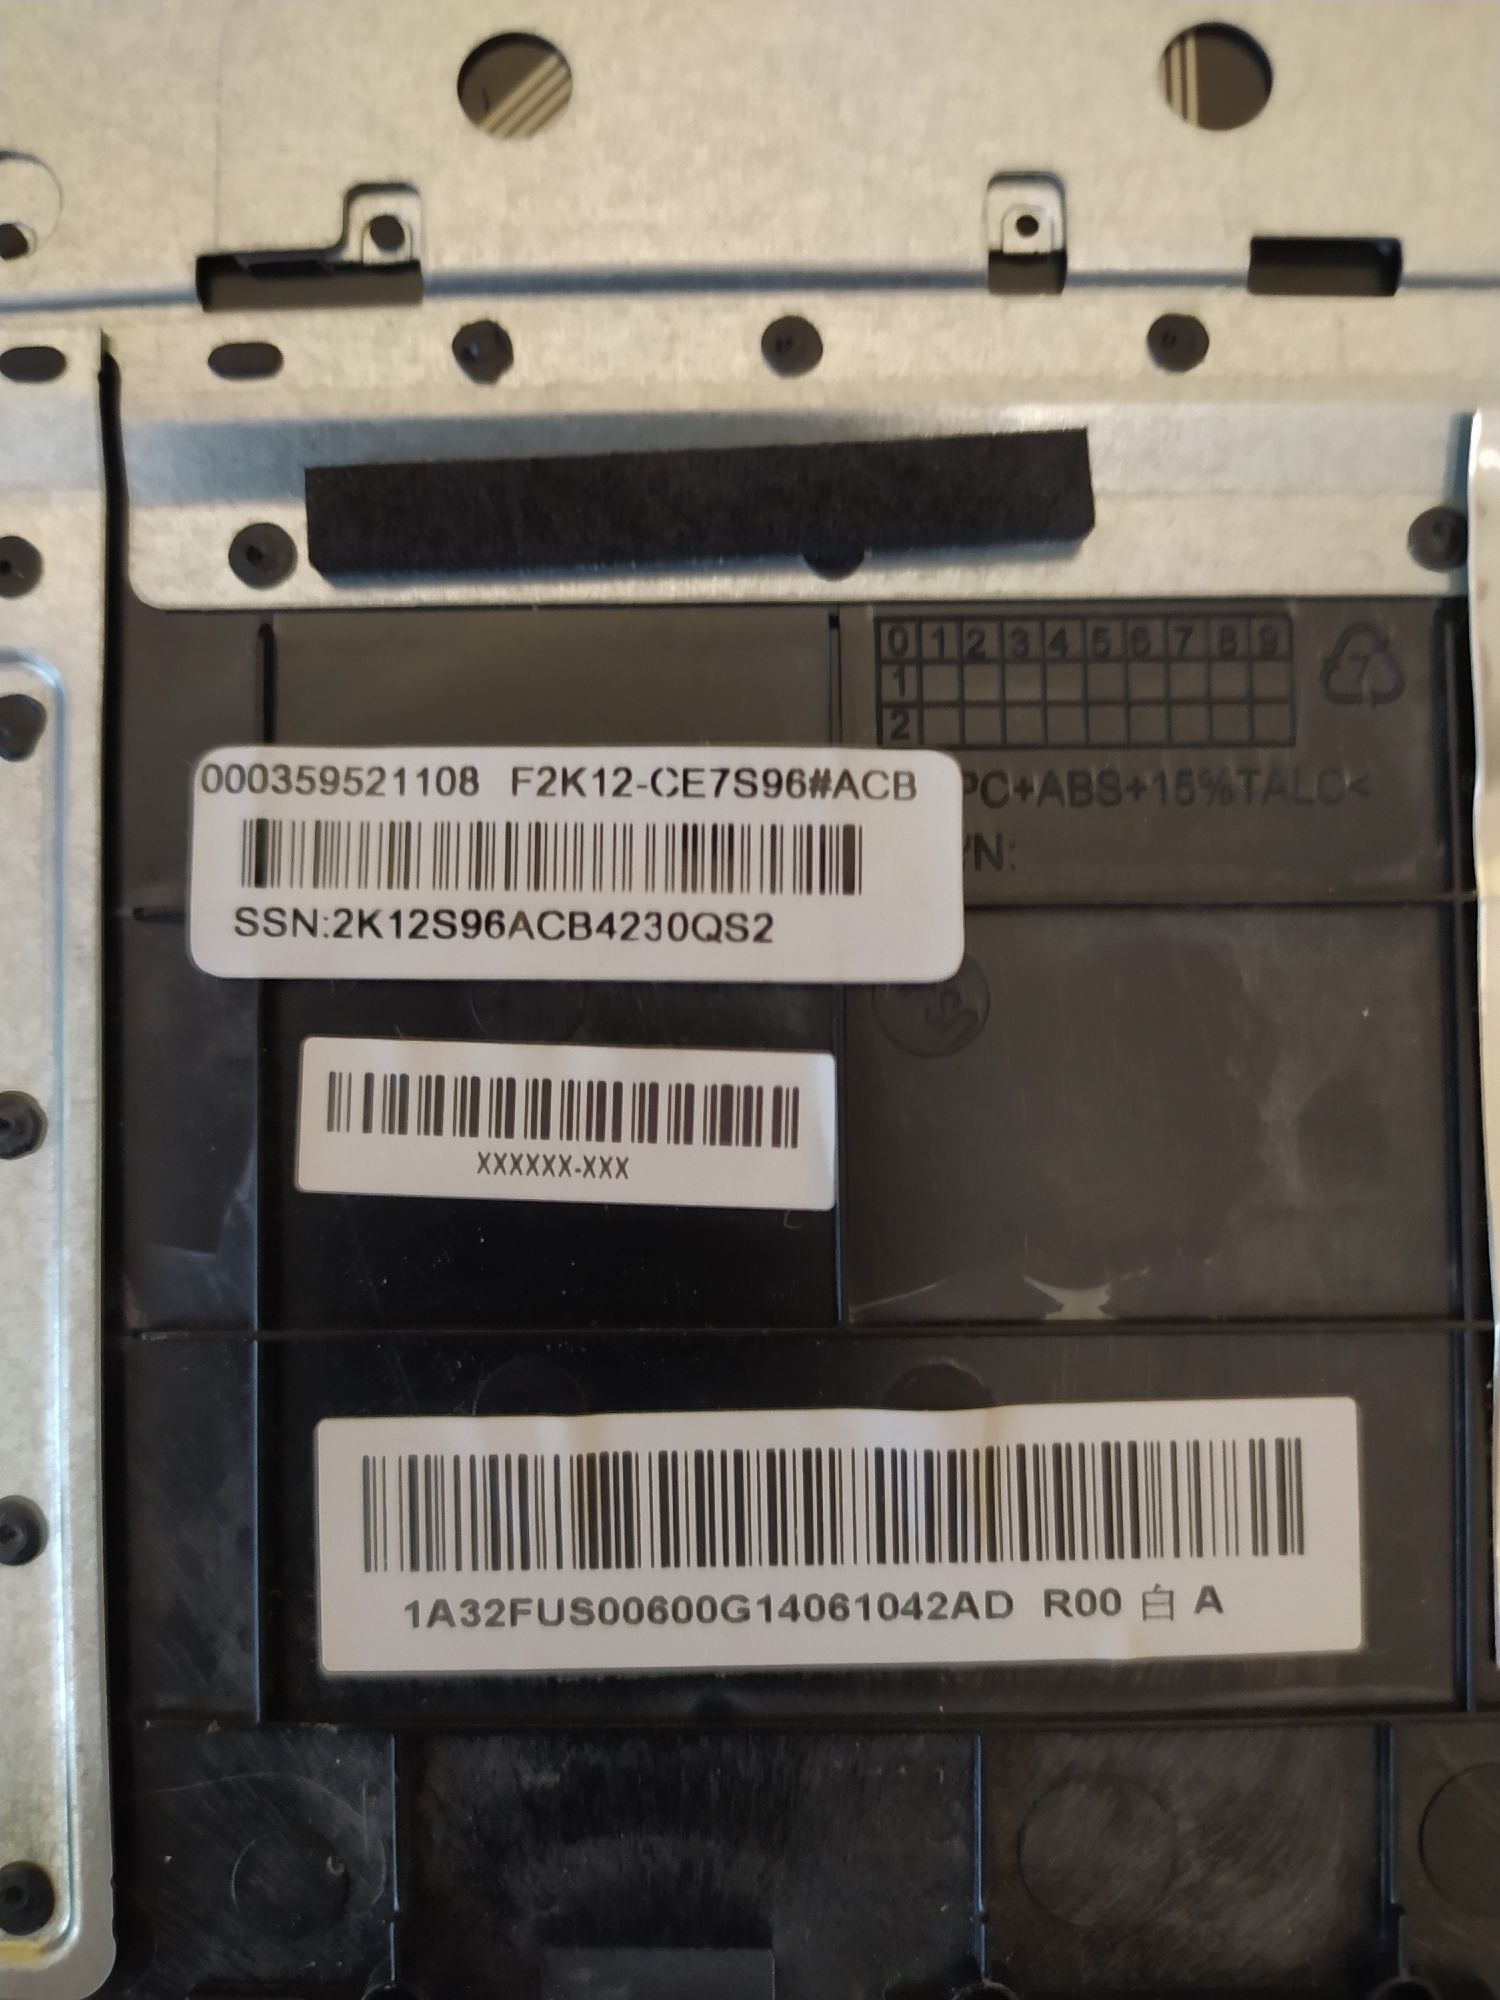 0 1 2 3 4 5 6 7 8 9
1
2
7
000359521108 F2K12-CE7S96#ACB
PC+ABS+15%TALC<
/N:
SSN:2K12S96ACB4230QS2
XXXXXX-XXX
1A32FUS00600G14061042AD R00 白 A